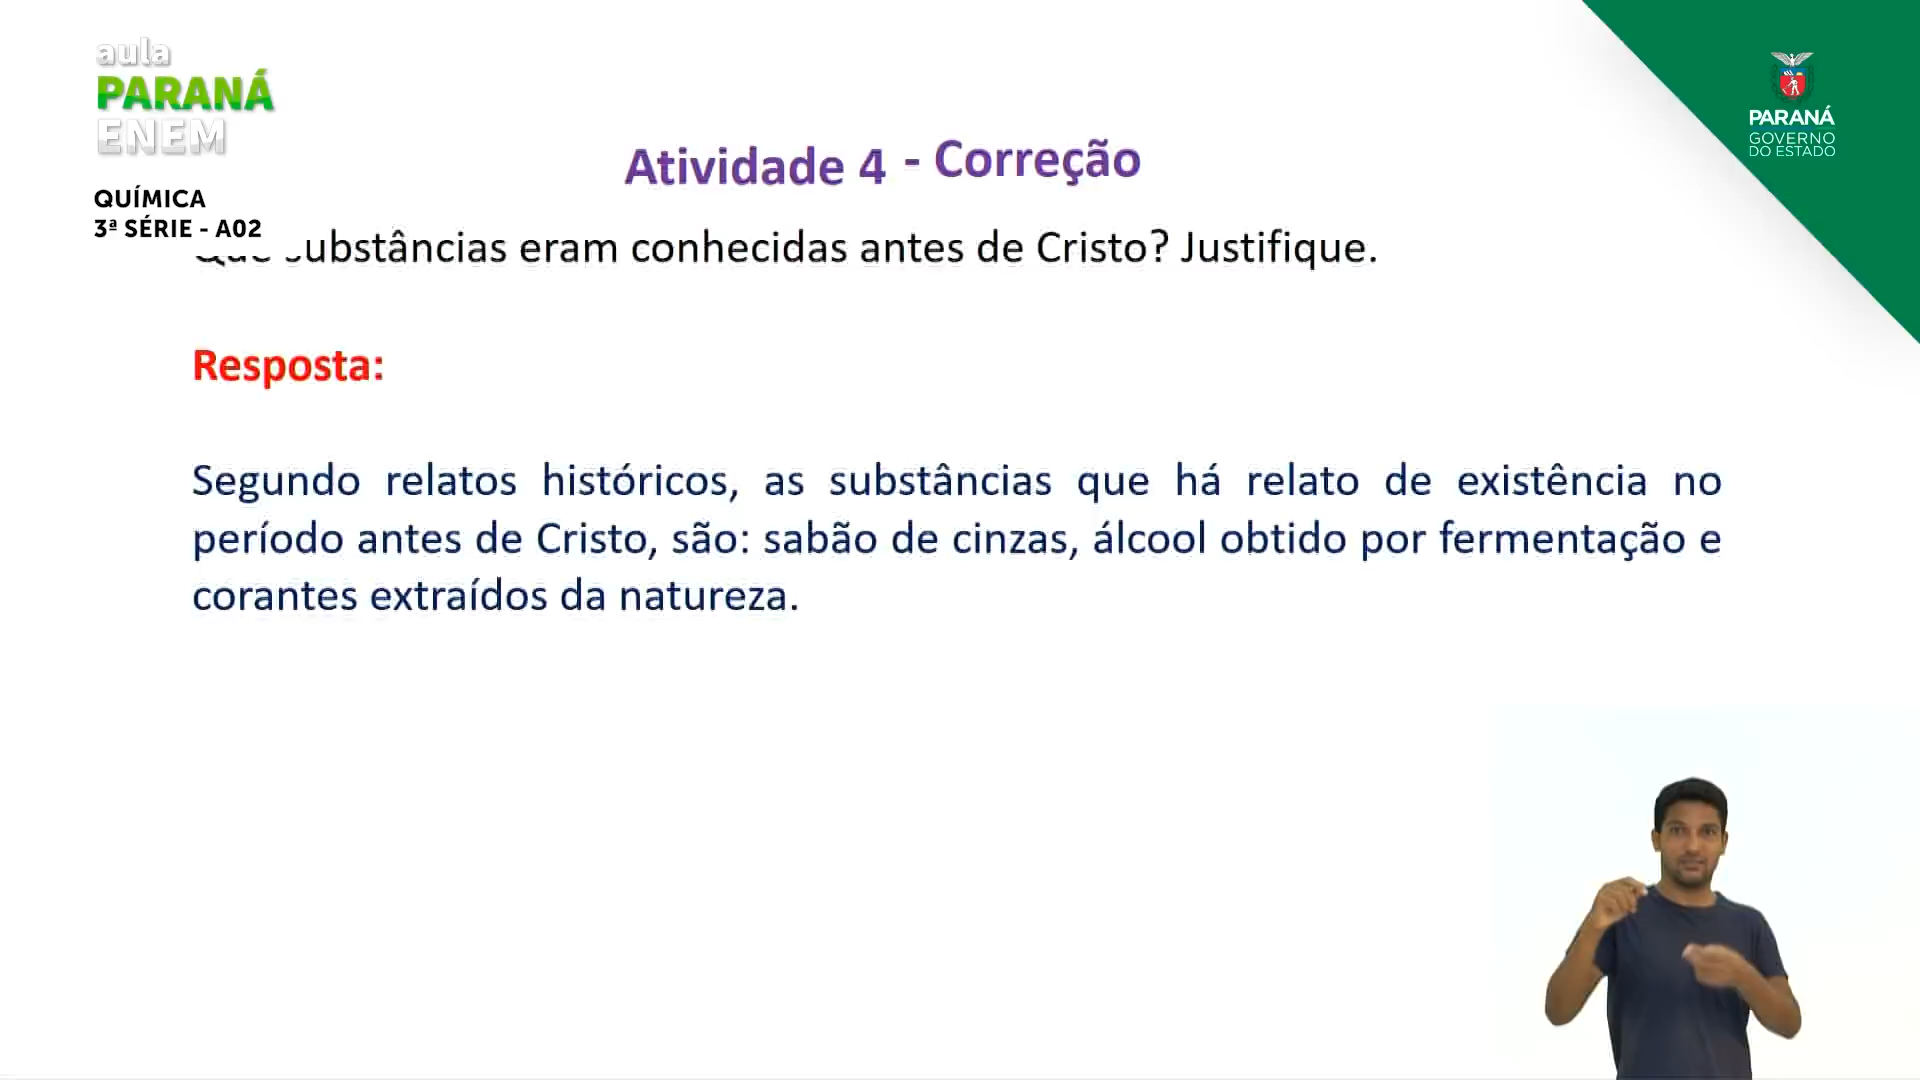 aula
PARANÁ
ENEM
PARANÁ
GOVERNO
DO ESTADO
Atividade 4 - Correção
QUÍMICA
3ª SÉRIE - A02
substâncias eram conhecidas antes de Cristo? Justifique.
Resposta:
Segundo relatos históricos, as substâncias que há relato de existência no
período antes de Cristo, são: sabão de cinzas, álcool obtido por fermentação e
corantes extraídos da natureza.